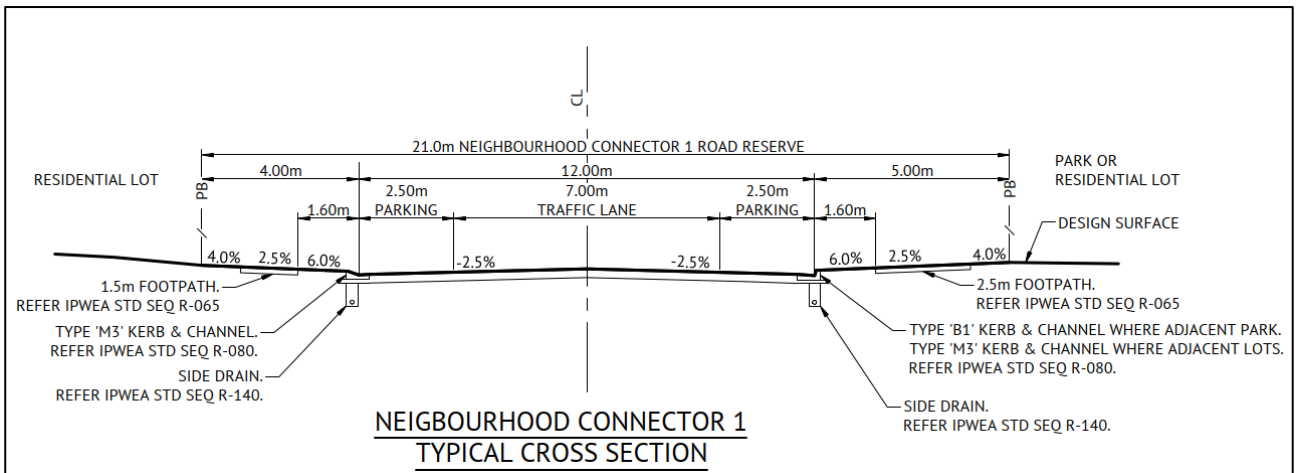 CL
21.0m NEIGHBOURHOOD CONNECTOR 1 ROAD RESERVE
RESIDENTIAL LOT
PB
4.00m
12.00m
5.00m
PB
PARK OR
RESIDENTIAL LOT
2.50m
7.00m
2.50m
1.60m
PARKING
TRAFFIC LANE
PARKING
1.60m
DESIGN SURFACE
4.0%
2.5%
6.0%
-2.5%
-2.5%
6.0%
2.5%
4.0%
1.5m FOOTPATH.
REFER IPWEA STD SEQ R-065
TYPE 'M3' KERB & CHANNEL.
REFER IPWEA STD SEQ R-080.
SIDE DRAIN.
REFER IPWEA STD SEQ R-140.
2.5m FOOTPATH.
REFER IPWEA STD SEQ R-065
TYPE 'B1' KERB & CHANNEL WHERE ADJACENT PARK.
TYPE 'M3' KERB & CHANNEL WHERE ADJACENT LOTS.
REFER IPWEA STD SEQ R-080.
SIDE DRAIN.
REFER IPWEA STD SEQ R-140.
NEIGBOURHOOD CONNECTOR 1
TYPICAL CROSS SECTION